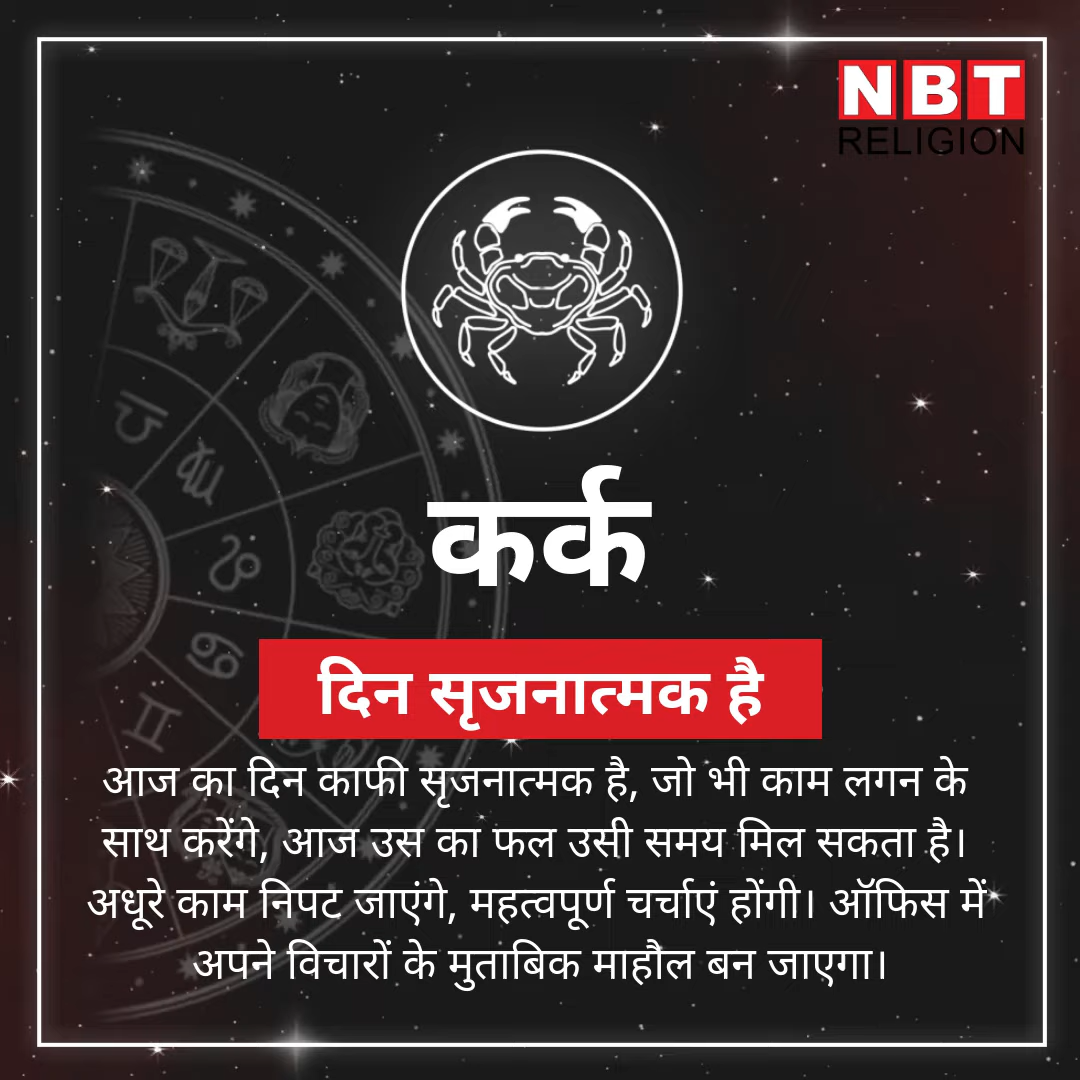 NBT
RELIGION
कर्क
दिन सृजनात्मक है
आज का दिन काफी सृजनात्मक है, जो भी काम लगन के
साथ करेंगे, आज उस का फल उसी समय मिल सकता है।
अधूरे काम निपट जाएंगे, महत्वपूर्ण चर्चाएं होंगी। ऑफिस में
अपने विचारों के मुताबिक माहौल बन जाएगा।